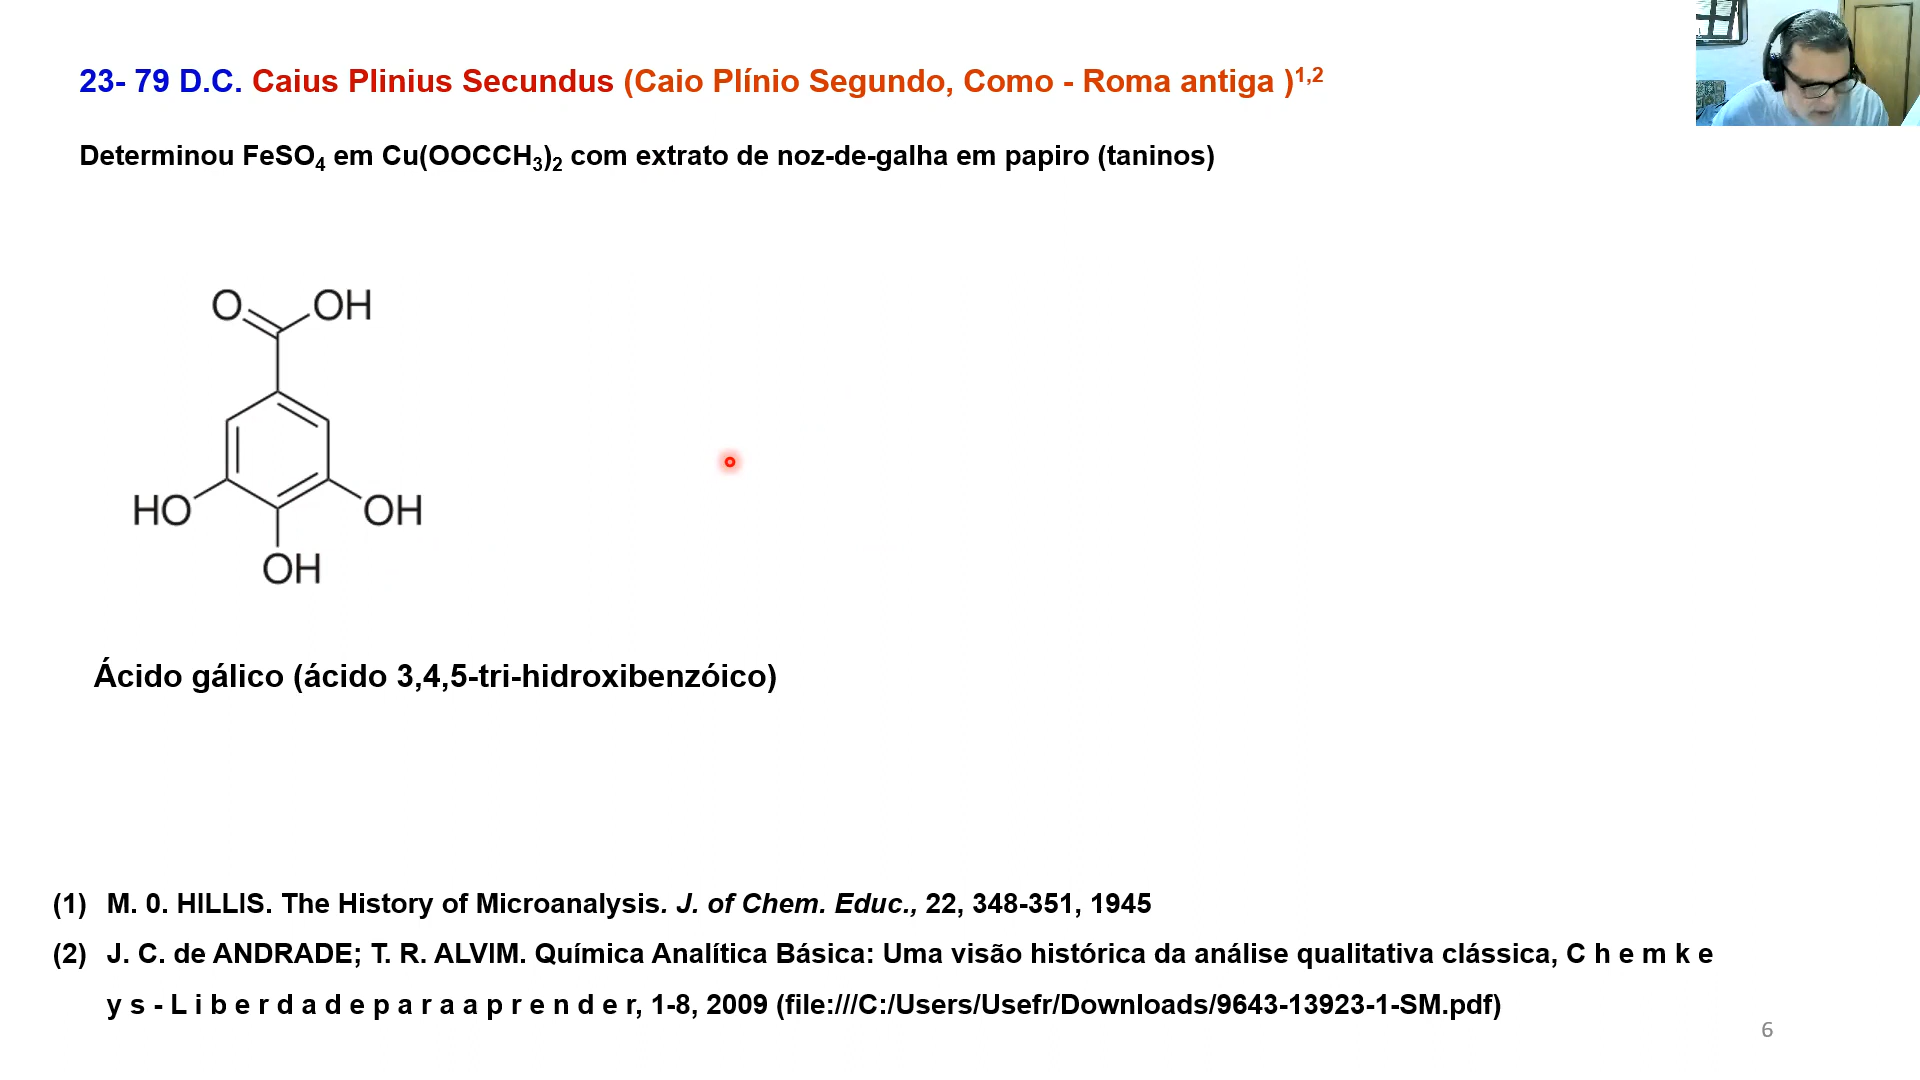 23- 79 D.C. Caius Plinius Secundus (Caio Plínio Segundo, Como - Roma antiga )1,2
Determinou FeSO4 em Cu(OOCCH3)2 com extrato de noz-de-galha em papiro (taninos)
O OH
HO OH
OH
Ácido gálico (ácido 3,4,5-tri-hidroxibenzóico)
(1) M. 0. HILLIS. The History of Microanalysis. J. of Chem. Educ., 22, 348-351, 1945
(2) J. C. de ANDRADE; T. R. ALVIM. Química Analítica Básica: Uma visão histórica da análise qualitativa clássica, C h e m k e
y s - L i b e r d a d e p a r a a p r e n d e r, 1-8, 2009 (file:///C:/Users/Usefr/Downloads/9643-13923-1-SM.pdf)
6